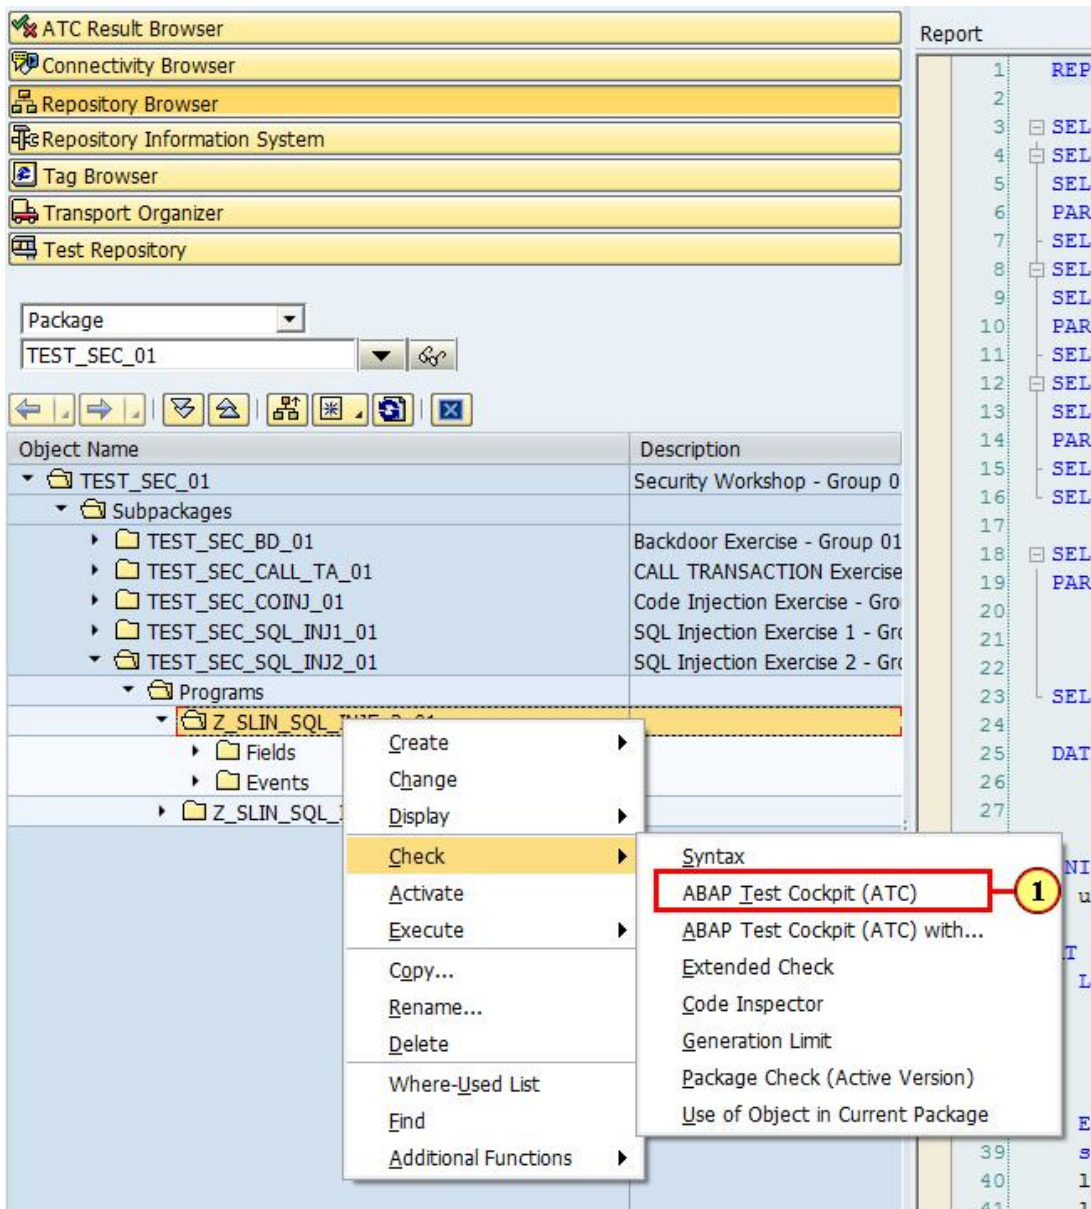 ATC Result Browser
Connectivity Browser
Repository Browser
Repository Information System
Tag Browser
Transport Organizer
Test Repository
Package
TEST_SEC_01
Object Name Description
TEST_SEC_01 Security Workshop - Group 0
Subpackages
TEST_SEC_BD_01 Backdoor Exercise - Group 01
TEST_SEC_CALL_TA_01 CALL TRANSACTION Exercise
TEST_SEC_COINJ_01 Code Injection Exercise - Gro
TEST_SEC_SQL_INJ1_01 SQL Injection Exercise 1 - Gr
TEST_SEC_SQL_INJ2_01 SQL Injection Exercise 2 - Gr
Programs
Z_SLIN_SQL_
Fields
Events
Z_SLIN_SQL_
Create
Change
Display
Check
Activate
Execute
Copy...
Rename...
Delete
Where-Used List
Find
Additional Functions
Syntax
ABAP Test Cockpit (ATC) 1
ABAP Test Cockpit (ATC) with...
Extended Check
Code Inspector
Generation Limit
Package Check (Active Version)
Use of Object in Current Package
Report
1 REP
2
3 SEL
4 SEL
5 SEL
6 PAR
7 SEL
8 SEL
9 SEL
10 PAR
11 SEL
12 SEL
13 SEL
14 PAR
15 SEL
16 SEL
17
18 SEL
19 PAR
20
21
22
23 SEL
24
25 DAT
26
27
NI
u
T
L
E
39 s
40 l